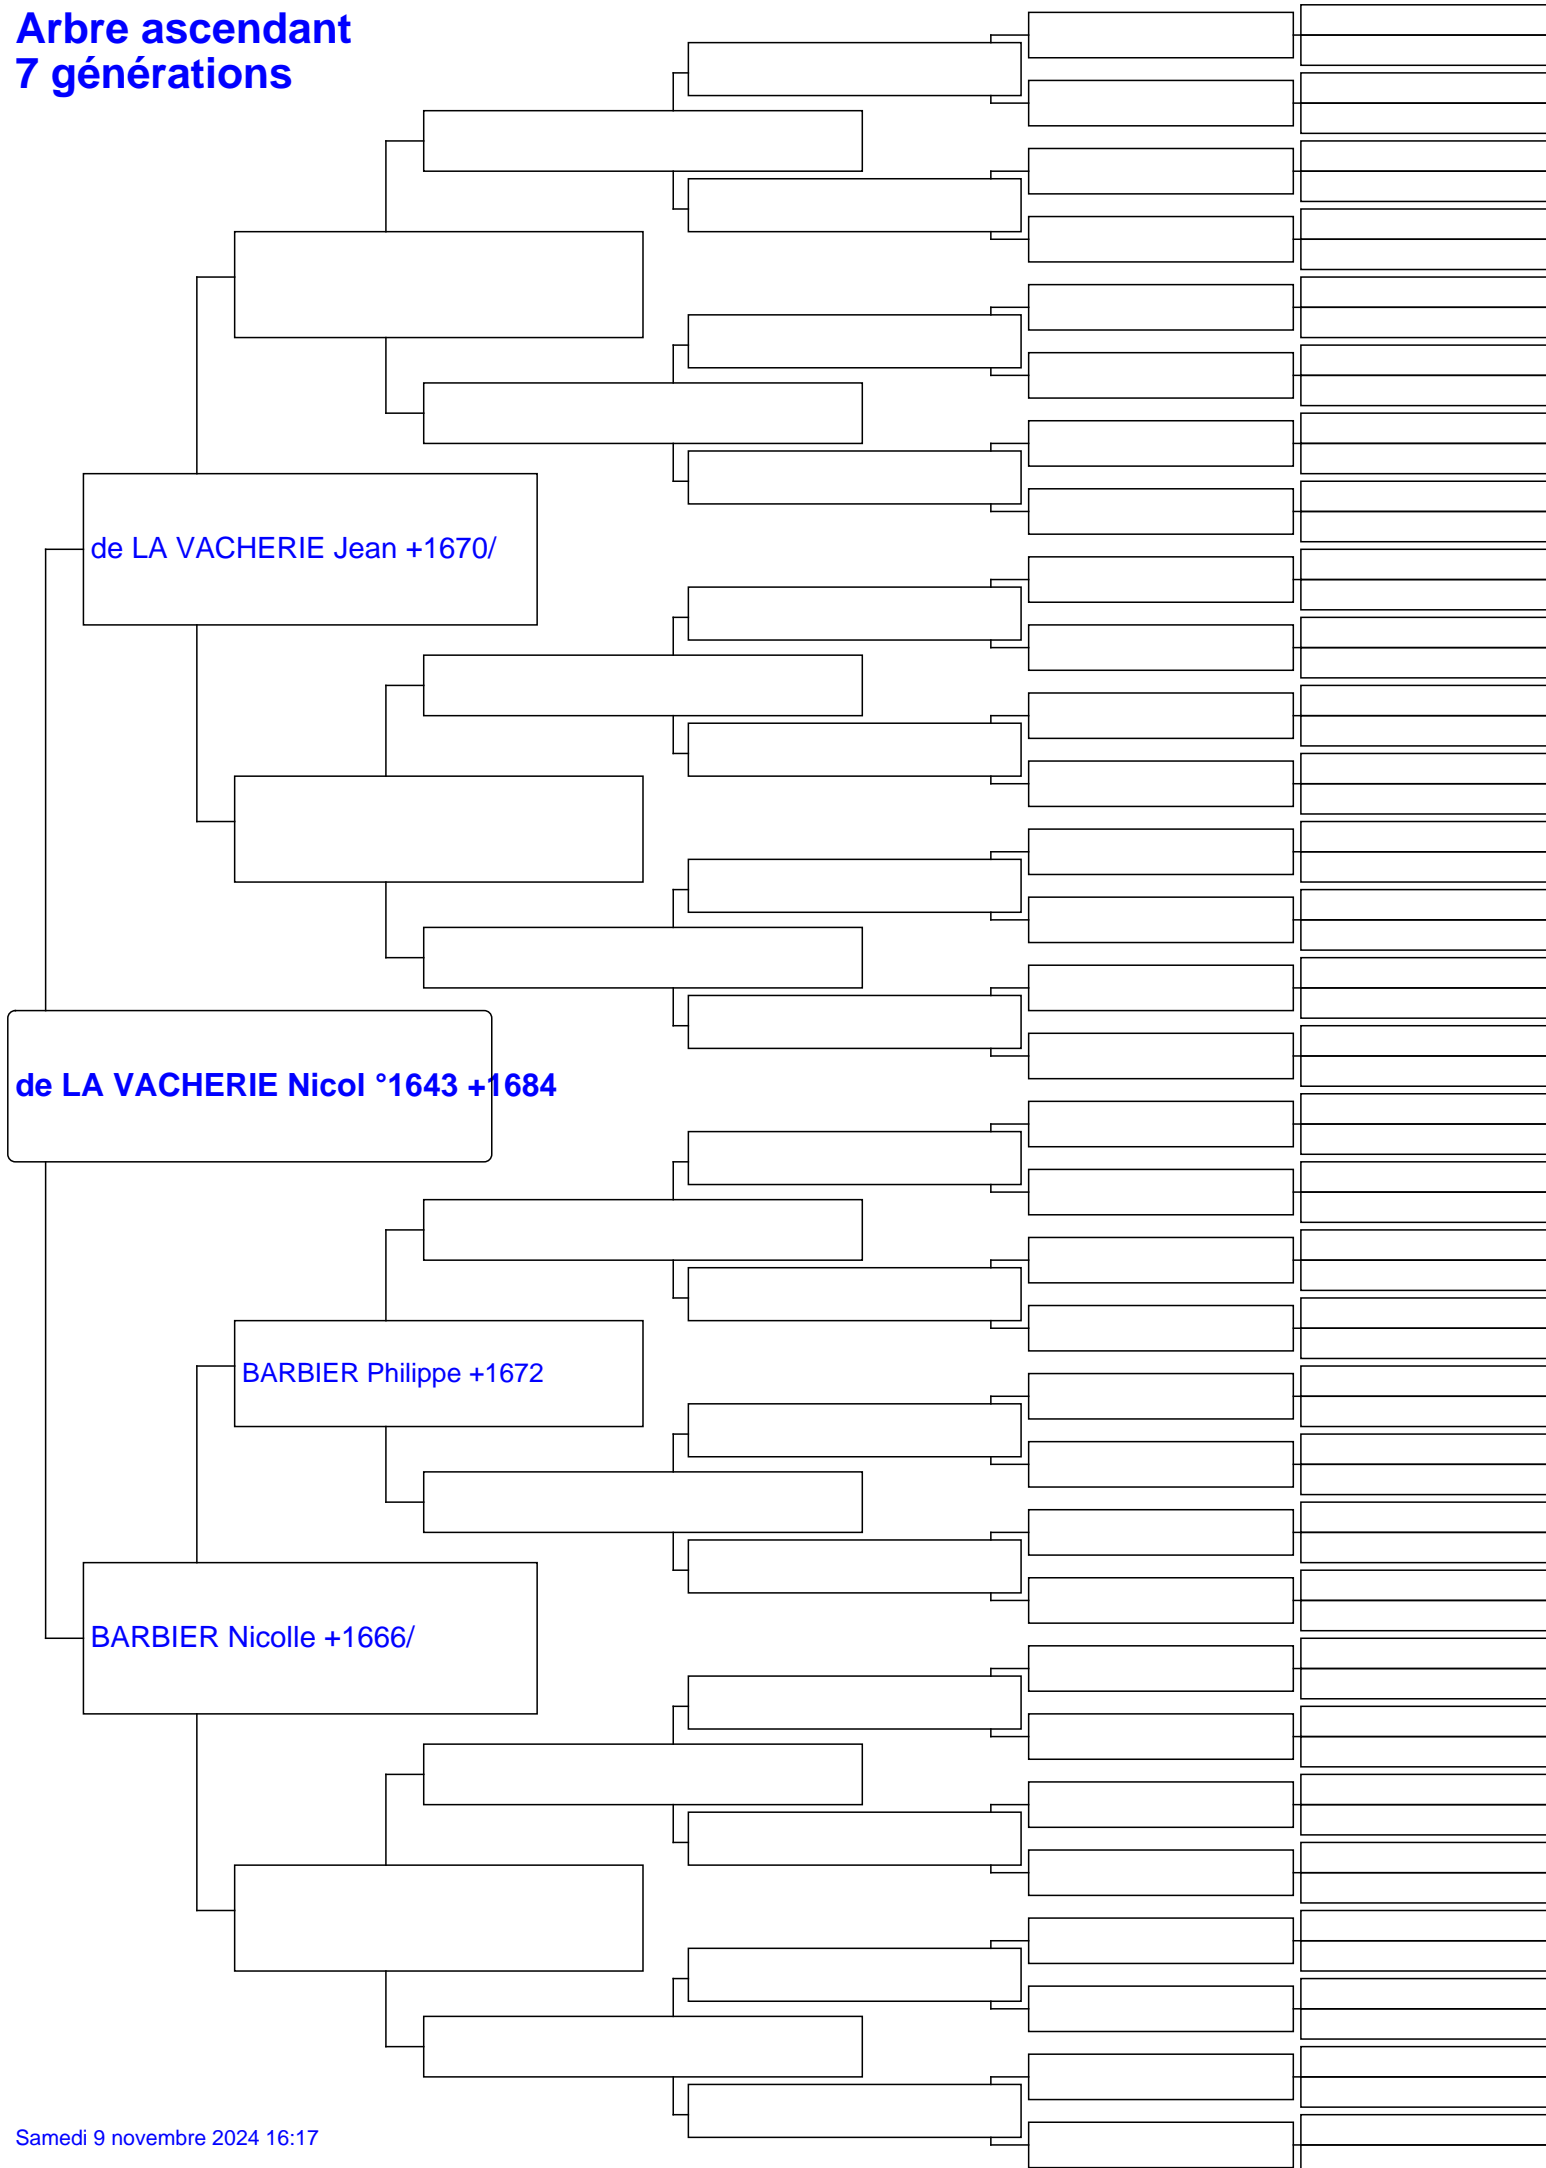 Arbre ascendant
7 générations
de LA VACHERIE Jean +1670/
de LA VACHERIE Nicol °1643 +1684
BARBIER Philippe +1672
BARBIER Nicolle +1666/
Samedi 9 novembre 2024 16:17